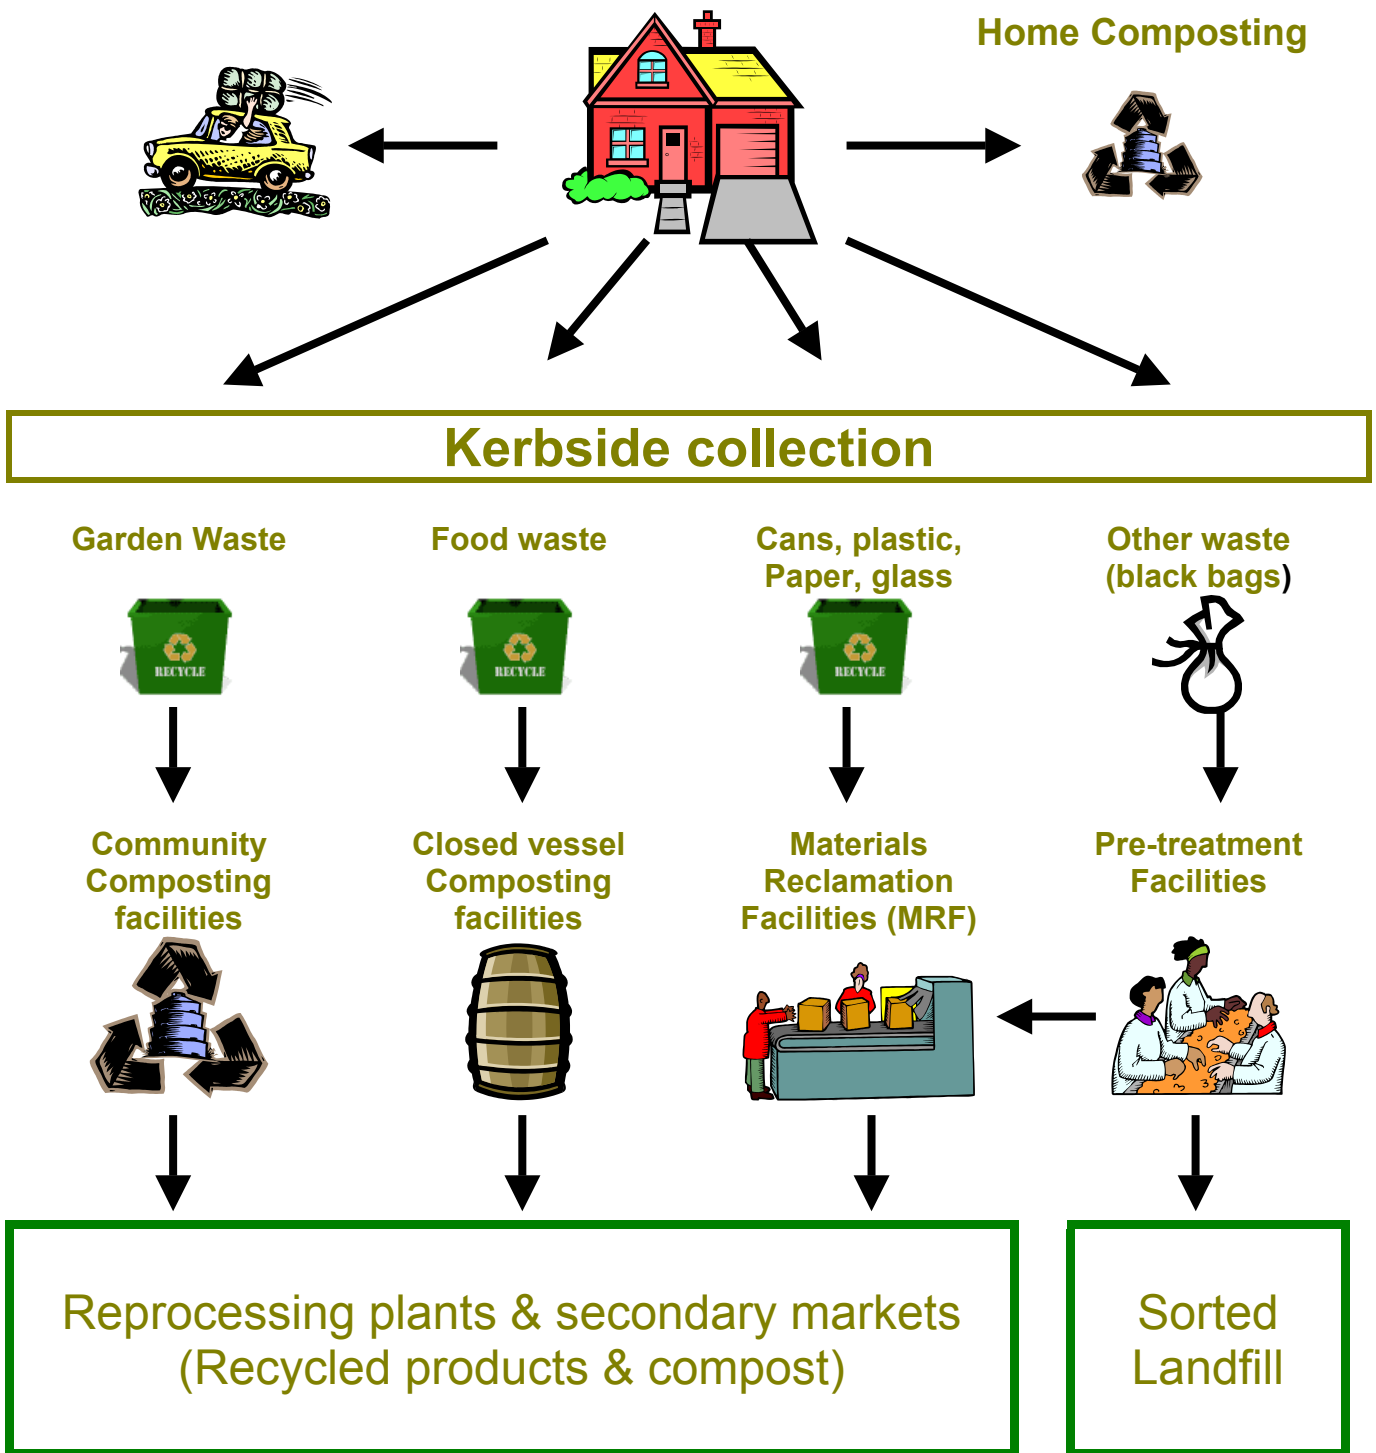 Home Composting
Kerbside collection
Garden Waste
Food waste
Cans, plastic,
Paper, glass
Other waste
(black bags)
RECYCLE
RECYCLE
RECYCLE
Community
Composting
facilities
Closed vessel
Composting
facilities
Materials
Reclamation
Facilities (MRF)
Pre-treatment
Facilities
Reprocessing plants & secondary markets
(Recycled products & compost)
Sorted
Landfill